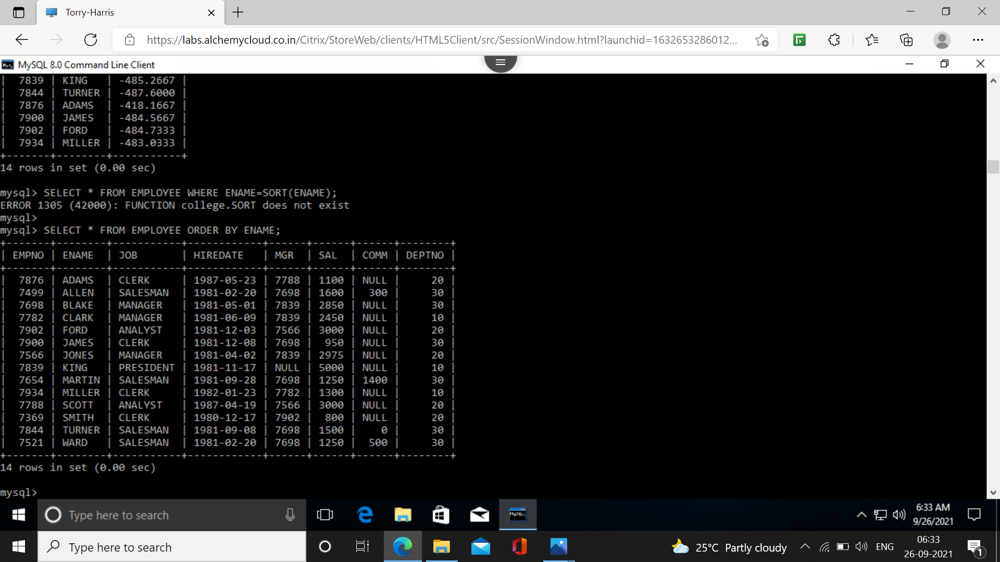 Torry-Harris
https://labs.alchemycloud.co.in/Citrix/StoreWeb/clients/HTML5Client/src/SessionWindow.html?launchid=1632653286012...
MySQL 8.0 Command Line Client
| 7839 | KING | -485.2667 |
| 7844 | TURNER | -487.6000 |
| 7876 | ADAMS | -418.1667 |
| 7900 | JAMES | -484.5667 |
| 7902 | FORD | -484.7333 |
| 7934 | MILLER | -483.0333 |
+-------+--------+-----------+
14 rows in set (0.00 sec)
mysql> SELECT * FROM EMPLOYEE WHERE ENAME=SORT(ENAME);
ERROR 1305 (42000): FUNCTION college.SORT does not exist
mysql>
mysql> SELECT * FROM EMPLOYEE ORDER BY ENAME;
+-------+--------+-----------+------------+------+------+------+--------+
| EMPNO | ENAME | JOB | HIREDATE | MGR | SAL | COMM | DEPTNO |
+-------+--------+-----------+------------+------+------+------+--------+
| 7876 | ADAMS | CLERK | 1987-05-23 | 7788 | 1100 | NULL | 20 |
| 7499 | ALLEN | SALESMAN | 1981-02-20 | 7698 | 1600 | 300 | 30 |
| 7698 | BLAKE | MANAGER | 1981-05-01 | 7839 | 2850 | NULL | 30 |
| 7782 | CLARK | MANAGER | 1981-06-09 | 7839 | 2450 | NULL | 10 |
| 7902 | FORD | ANALYST | 1981-12-03 | 7566 | 3000 | NULL | 20 |
| 7900 | JAMES | CLERK | 1981-12-08 | 7698 | 950 | NULL | 30 |
| 7566 | JONES | MANAGER | 1981-04-02 | 7839 | 2975 | NULL | 20 |
| 7839 | KING | PRESIDENT | 1981-11-17 | NULL | 5000 | NULL | 10 |
| 7654 | MARTIN | SALESMAN | 1981-09-28 | 7698 | 1250 | 1400 | 30 |
| 7934 | MILLER | CLERK | 1982-01-23 | 7782 | 1300 | NULL | 10 |
| 7788 | SCOTT | ANALYST | 1987-04-19 | 7566 | 3000 | NULL | 20 |
| 7369 | SMITH | CLERK | 1980-12-17 | 7902 | 800 | NULL | 20 |
| 7844 | TURNER | SALESMAN | 1981-09-08 | 7698 | 1500 | 0 | 30 |
| 7521 | WARD | SALESMAN | 1981-02-20 | 7698 | 1250 | 500 | 30 |
+-------+--------+-----------+------------+------+------+------+--------+
14 rows in set (0.00 sec)
mysql>
Type here to search
6:33 AM
9/26/2021
Type here to search
25°C Partly cloudy
ENG
06:33
26-09-2021
1